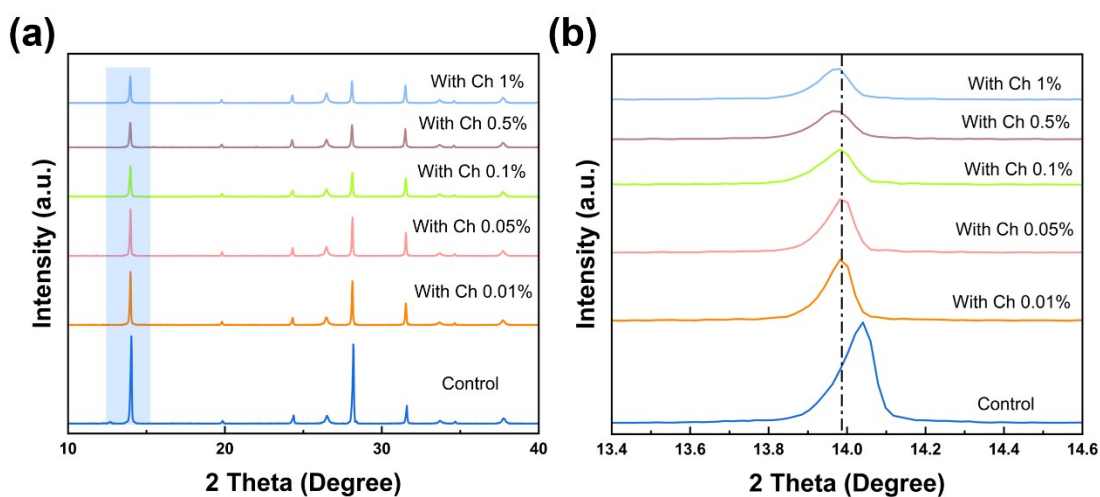 (a)
With Ch 1%
With Ch 0.5%
With Ch 0.1%
With Ch 0.05%
With Ch 0.01%
Control
Intensity (a.u.)
10 20 30 40
2 Theta (Degree)
(b)
With Ch 1%
With Ch 0.5%
With Ch 0.1%
With Ch 0.05%
With Ch 0.01%
Control
Intensity (a.u.)
13.4 13.6 13.8 14.0 14.2 14.4 14.6
2 Theta (Degree)